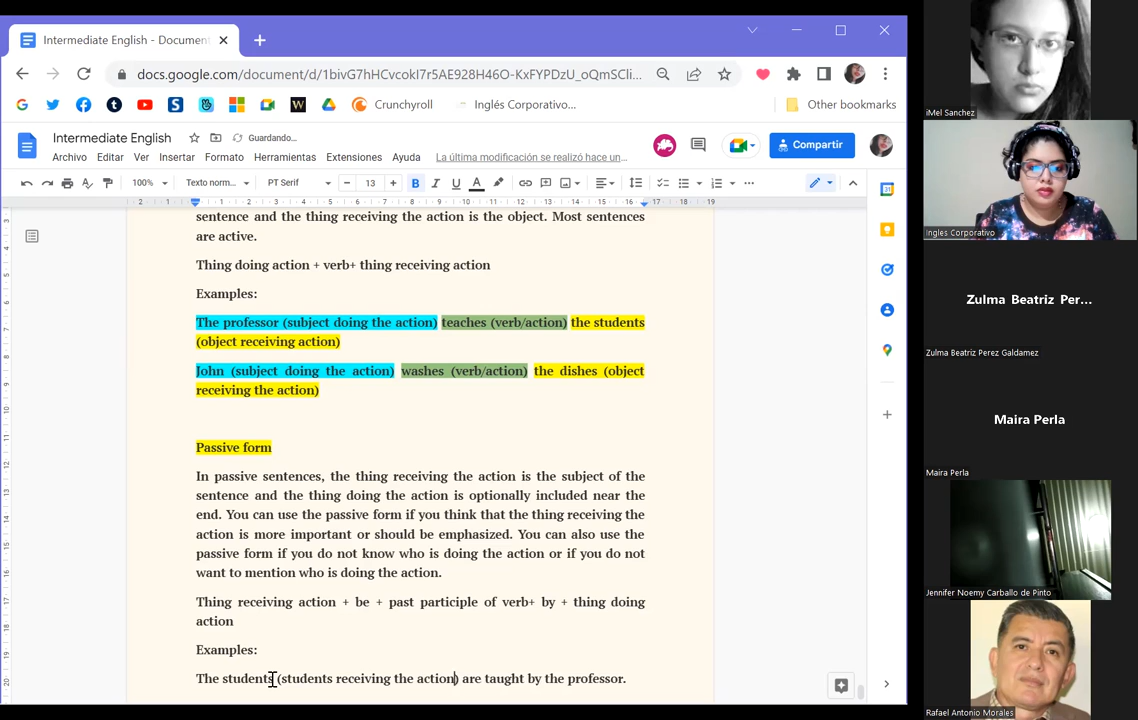 Intermediate English - Document
docs.google.com/document/d/1bivG7hHCvcokI7r5AE928H46O-KxFYPDzU_oQmSCli...
Crunchyroll
Inglés Corporativo...
Other bookmarks
Intermediate English
Guardando...
Archivo Editar Ver Insertar Formato Herramientas Extensiones Ayuda La última modificación se realizó hace un...
Compartir
100% Texto norm... PT Serif 13
sentence and the thing receiving the action is the object. Most sentences
are active.
Thing doing action + verb+ thing receiving action
Examples:
The professor (subject doing the action) teaches (verb/action) the students
(object receiving action)
John (subject doing the action) washes (verb/action) the dishes (object
receiving the action)
Passive form
In passive sentences, the thing receiving the action is the subject of the
sentence and the thing doing the action is optionally included near the
end. You can use the passive form if you think that the thing receiving the
action is more important or should be emphasized. You can also use the
passive form if you do not know who is doing the action or if you do not
want to mention who is doing the action.
Thing receiving action + be + past participle of verb+ by + thing doing
action
Examples:
The students (students receiving the action) are taught by the professor.
iMel Sanchez
Ingles Corporativo
Zulma Beatriz Per...
Zulma Beatriz Perez Galdamez
Maira Perla
Maira Perla
Jennifer Noemy Carballo de Pinto
Rafael Antonio Morales